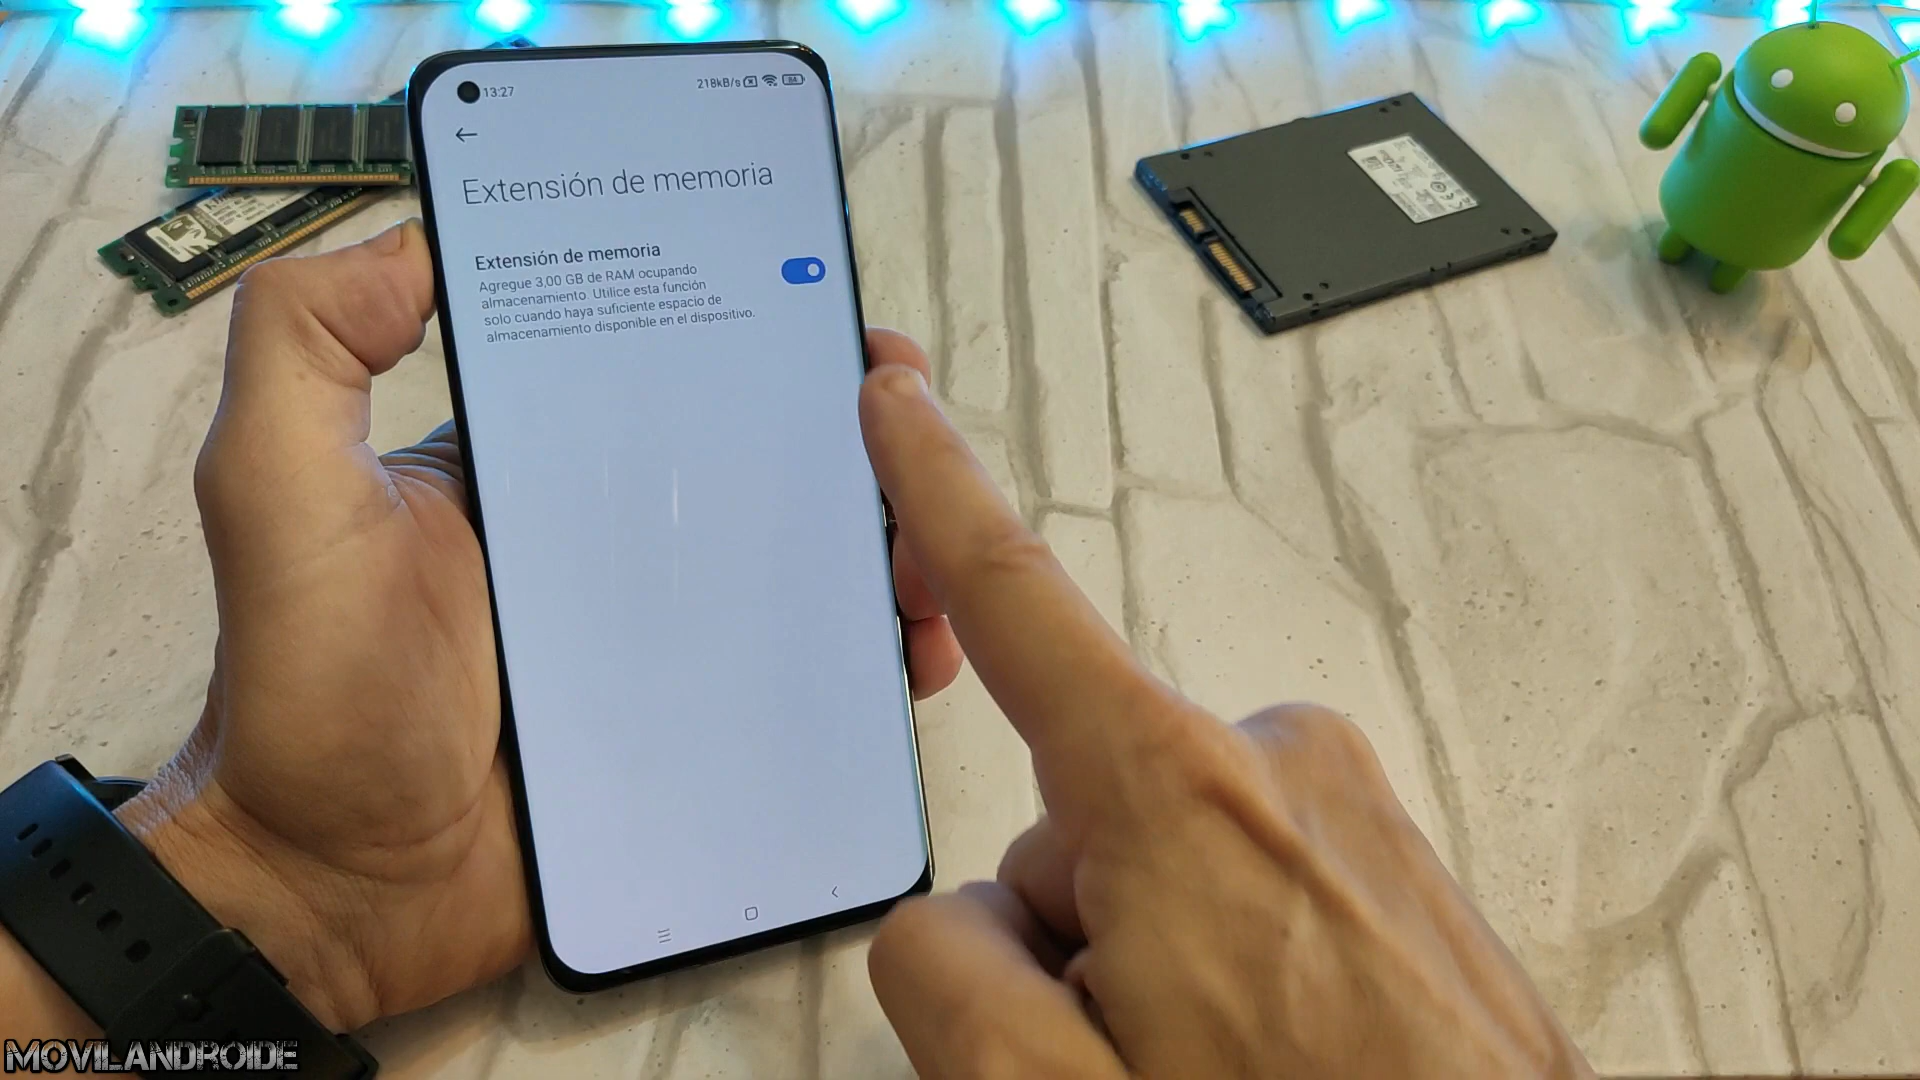 13:27
218kB/s
84
Extensión de memoria
Extensión de memoria
Agregue 3,00 GB de RAM ocupando
almacenamiento. Utilice esta función
solo cuando haya suficiente espacio de
almacenamiento disponible en el dispositivo.
MOVILANDROIDE